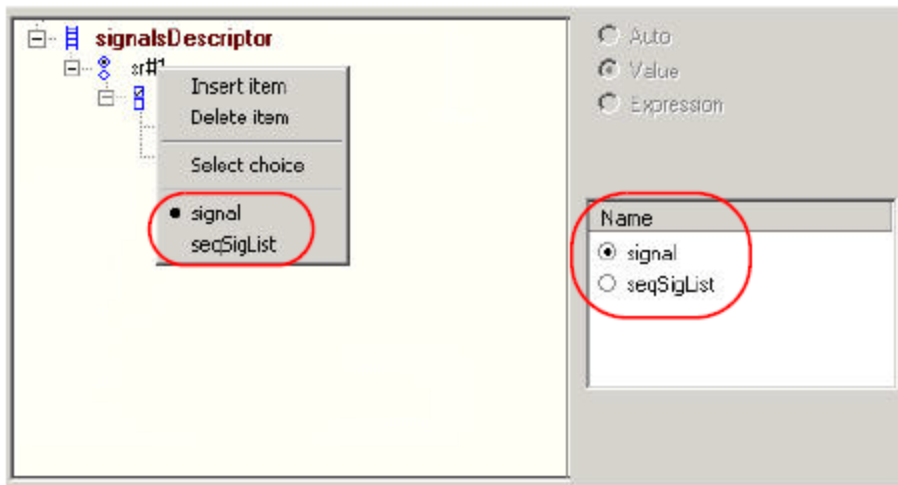 signalsDescriptor
sr#1
Insert item
Delete item
Select choice
signal
seqSigList
Auto
Value
Expression
Name
signal
seqSigList